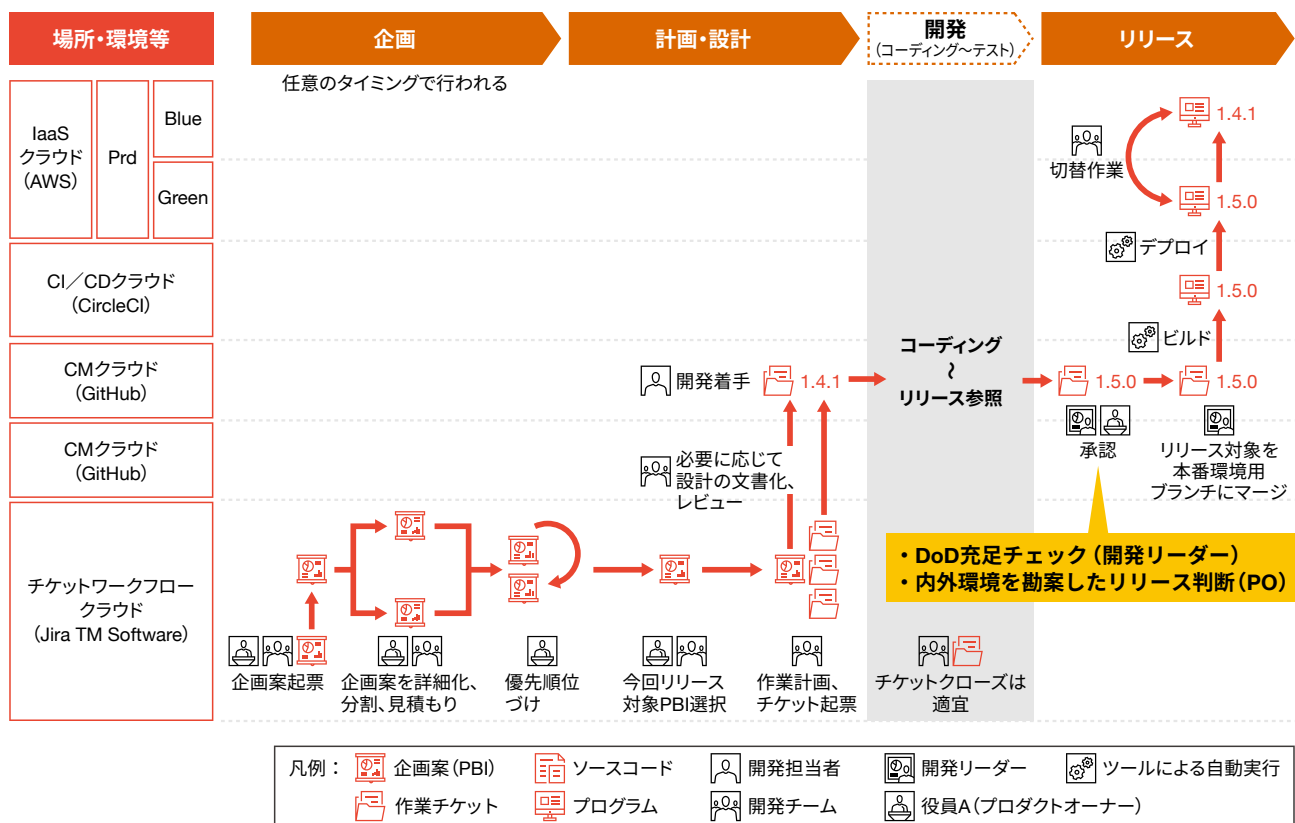 場所・環境等
企画
計画・設計
開発
（コーディング～テスト）
リリース
任意のタイミングで行われる
IaaS
クラウド
（AWS）
Prd
Blue
Green
1.4.1
切替作業
1.5.0
デプロイ
CI／CDクラウド
（CircleCI）
1.5.0
ビルド
CMクラウド
（GitHub）
開発着手
1.4.1
コーディング
～
リリース参照
1.5.0
1.5.0
CMクラウド
（GitHub）
必要に応じて
設計の文書化、
レビュー
承認
リリース対象を
本番環境用
ブランチにマージ
・DoD充足チェック（開発リーダー）
・内外環境を勘案したリリース判断（PO）
チケットワークフロー
クラウド
（Jira TM Software）
企画案起票
企画案を詳細化、
分割、見積もり
優先順位
づけ
今回リリース
対象PBI選択
作業計画、
チケット起票
チケットクローズは
適宜
凡例：
企画案（PBI）
ソースコード
開発担当者
開発リーダー
ツールによる自動実行
作業チケット
プログラム
開発チーム
役員A（プロダクトオーナー）